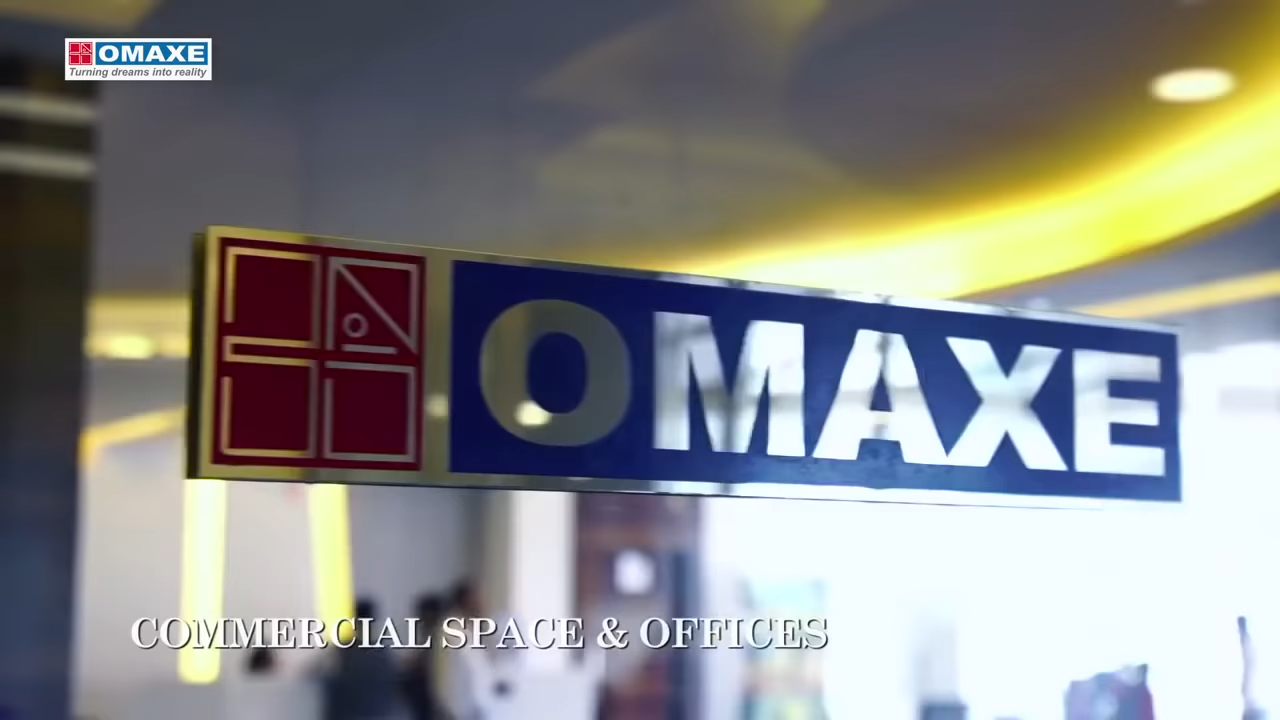 OMAXE
Turning dreams into reality
OMAXE
COMMERCIAL SPACE & OFFICES